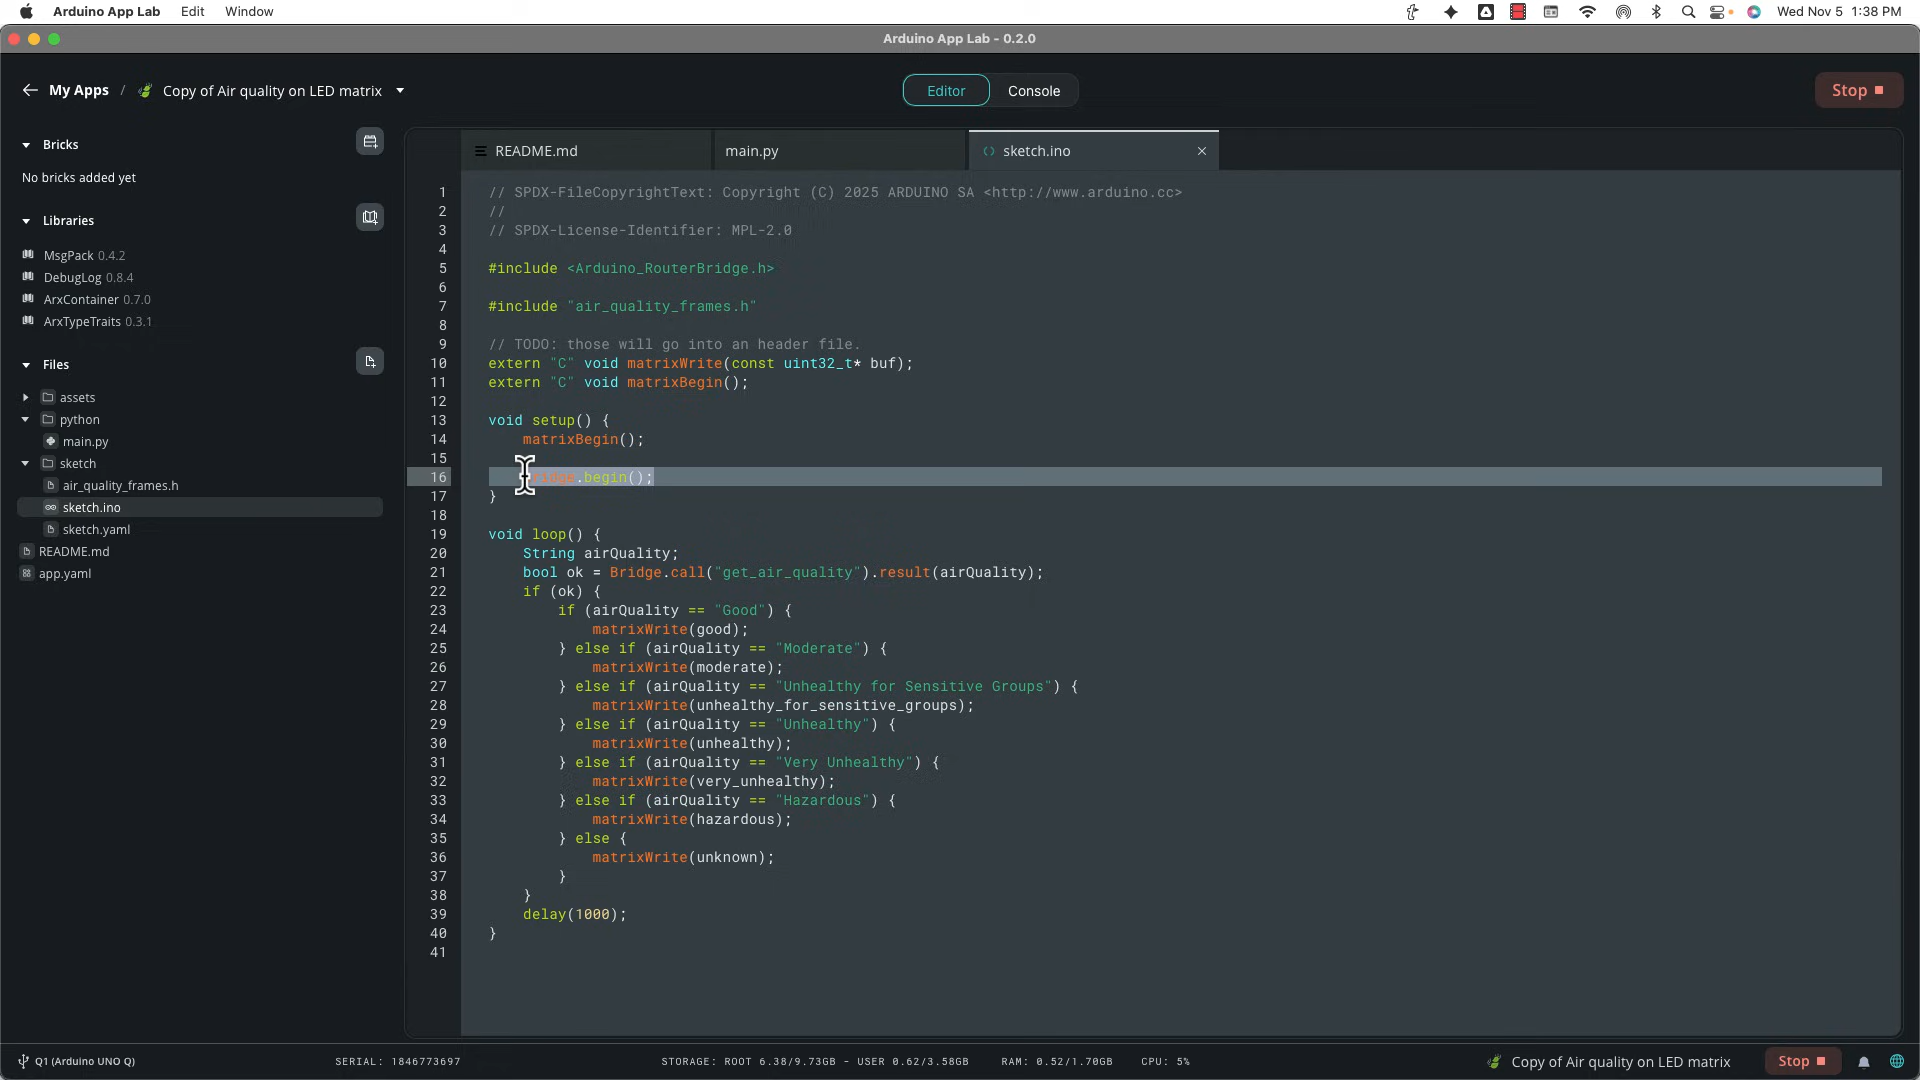 Arduino App Lab Edit Window Wed Nov 5 1:38 PM
Arduino App Lab - 0.2.0
My Apps / Copy of Air quality on LED matrix Editor Console Stop
Bricks
No bricks added yet
Libraries
MsgPack 0.4.2
DebugLog 0.8.4
ArxContainer 0.7.0
ArxTypeTraits 0.3.1
Files
assets
python
main.py
sketch
air_quality_frames.h
sketch.ino
sketch.yaml
README.md
app.yaml
README.md main.py sketch.ino
1 // SPDX-FileCopyrightText: Copyright (C) 2025 ARDUINO SA <http://www.arduino.cc>
2 //
3 // SPDX-License-Identifier: MPL-2.0
4
5 #include <Arduino_RouterBridge.h>
6
7 #include "air_quality_frames.h"
8
9 // TODO: those will go into an header file.
10 extern "C" void matrixWrite(const uint32_t* buf);
11 extern "C" void matrixBegin();
12
13 void setup() {
14 matrixBegin();
15
16 Bridge.begin();
17 }
18
19 void loop() {
20 String airQuality;
21 bool ok = Bridge.call("get_air_quality").result(airQuality);
22 if (ok) {
23 if (airQuality == "Good") {
24 matrixWrite(good);
25 } else if (airQuality == "Moderate") {
26 matrixWrite(moderate);
27 } else if (airQuality == "Unhealthy for Sensitive Groups") {
28 matrixWrite(unhealthy_for_sensitive_groups);
29 } else if (airQuality == "Unhealthy") {
30 matrixWrite(unhealthy);
31 } else if (airQuality == "Very Unhealthy") {
32 matrixWrite(very_unhealthy);
33 } else if (airQuality == "Hazardous") {
34 matrixWrite(hazardous);
35 } else {
36 matrixWrite(unknown);
37 }
38 }
39 delay(1000);
40 }
41
Q1 (Arduino UNO Q) SERIAL: 1846773697 STORAGE: ROOT 6.38/9.73GB - USER 0.62/3.58GB RAM: 0.52/1.70GB CPU: 5% Copy of Air quality on LED matrix Stop